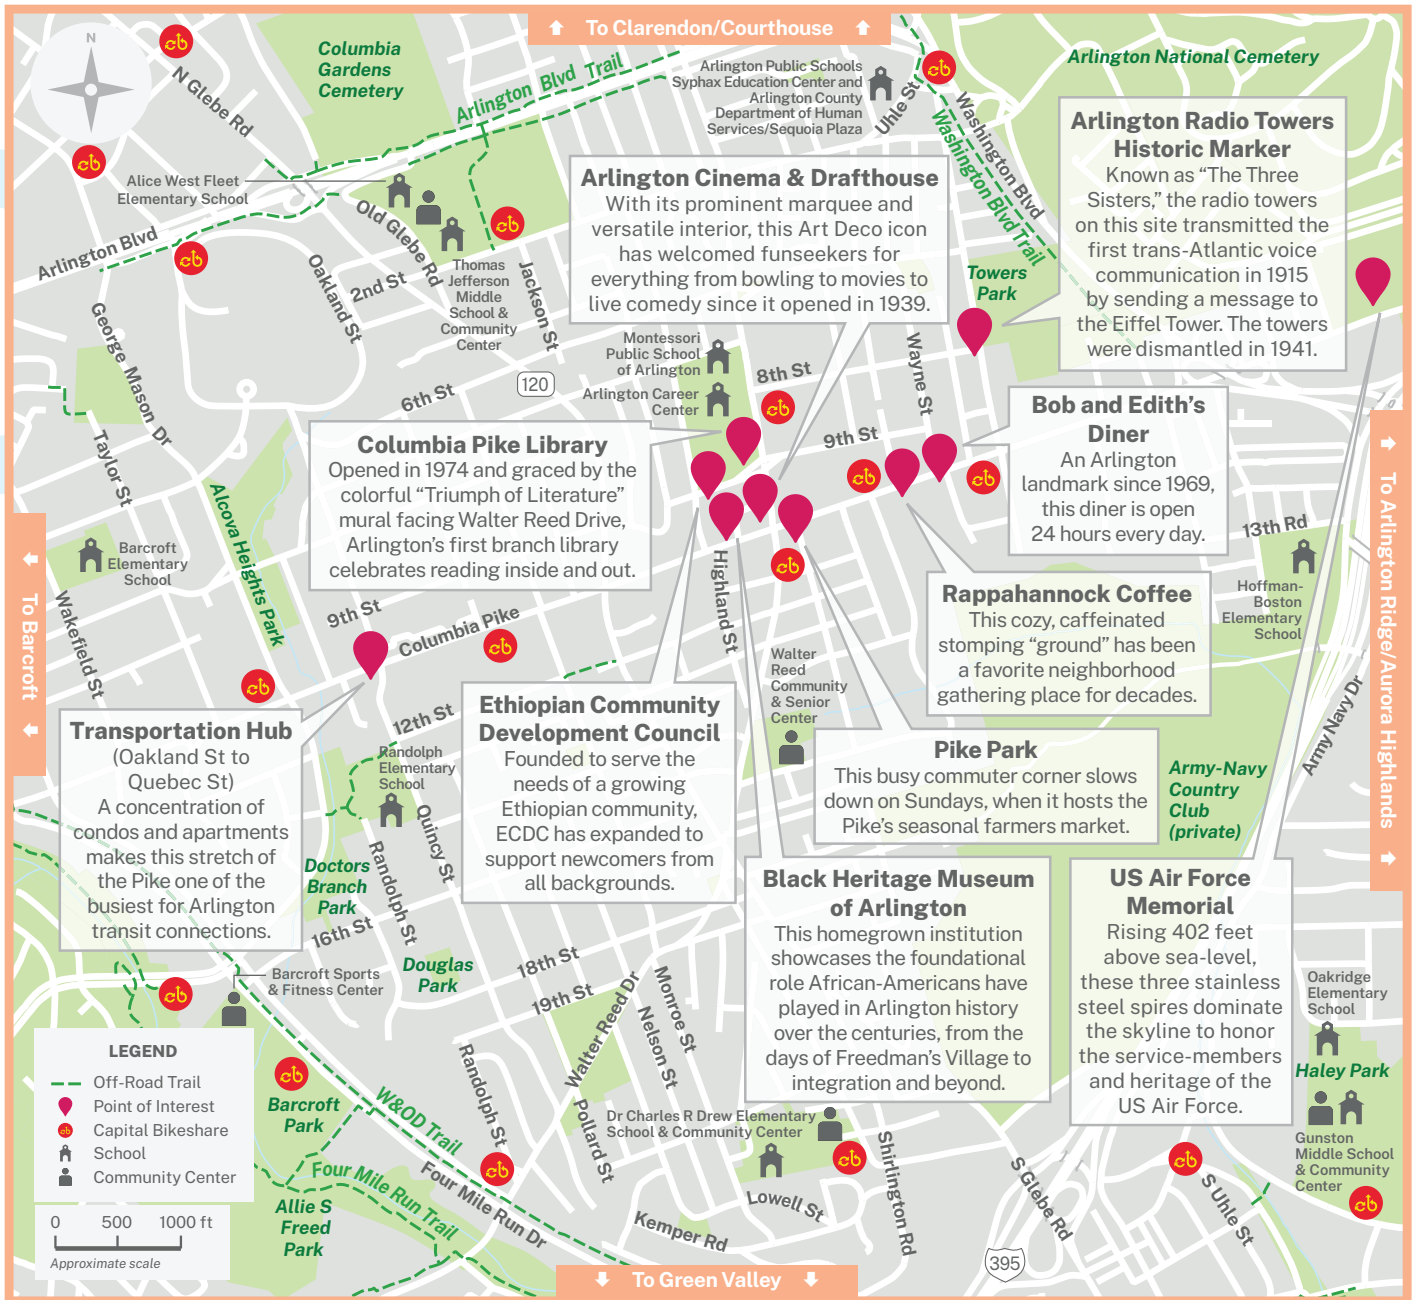 To Clarendon/Courthouse
N
N Glebe Rd
Columbia
Gardens
Cemetery
Arlington Blvd Trail
Arlington Public Schools
Syphax Education Center and
Arlington County
Department of Human
Services/Sequoia Plaza
Uhle St
Washington Blvd
Washington Blvd Trail
Arlington National Cemetery
Arlington Radio Towers
Historic Marker
Known as “The Three
Sisters,” the radio towers
on this site transmitted the
first trans-Atlantic voice
communication in 1915
by sending a message to
the Eiffel Tower. The towers
were dismantled in 1941.
Alice West Fleet
Elementary School
Arlington Blvd
Old Glebe Rd
Oakland St
2nd St
Thomas
Jefferson
Middle
School &
Community
Center
Jackson St
Arlington Cinema & Drafthouse
With its prominent marquee and
versatile interior, this Art Deco icon
has welcomed funseekers for
everything from bowling to movies to
live comedy since it opened in 1939.
Towers
Park
George Mason Dr
Montessori
Public School
of Arlington
Arlington Career
Center
8th St
Wayne St
120
6th St
9th St
Bob and Edith’s
Diner
An Arlington
landmark since 1969,
this diner is open
24 hours every day.
Columbia Pike Library
Opened in 1974 and graced by the
colorful “Triumph of Literature”
mural facing Walter Reed Drive,
Arlington’s first branch library
celebrates reading inside and out.
Taylor St
Alcova Heights Park
To Barcroft
To Arlington Ridge/Aurora Highlands
13th Rd
Barcroft
Elementary
School
Wakefield St
Highland St
Hoffman-
Boston
Elementary
School
Rappahannock Coffee
This cozy, caffeinated
stomping “ground” has been
a favorite neighborhood
gathering place for decades.
9th St
Columbia Pike
Walter
Reed
Community
& Senior
Center
Army Navy Dr
Transportation Hub
(Oakland St to
Quebec St)
A concentration of
condos and apartments
makes this stretch of
the Pike one of the
busiest for Arlington
transit connections.
12th St
Randolph
Elementary
School
Quincy St
Randolph St
Ethiopian Community
Development Council
Founded to serve the
needs of a growing
Ethiopian community,
ECDC has expanded to
support newcomers from
all backgrounds.
Pike Park
This busy commuter corner slows
down on Sundays, when it hosts the
Pike’s seasonal farmers market.
Army-Navy
Country
Club
(private)
Doctors
Branch
Park
16th St
Douglas
Park
Black Heritage Museum
of Arlington
This homegrown institution
showcases the foundational
role African-Americans have
played in Arlington history
over the centuries, from the
days of Freedman’s Village to
integration and beyond.
US Air Force
Memorial
Rising 402 feet
above sea-level,
these three stainless
steel spires dominate
the skyline to honor
the service-members
and heritage of the
US Air Force.
Barcroft Sports
& Fitness Center
18th St
19th St
Walter Reed Dr
Monroe St
Nelson St
Oakridge
Elementary
School
Haley Park
LEGEND
Off-Road Trail
Point of Interest
Capital Bikeshare
School
Community Center
0 500 1000 ft
Approximate scale
Barcroft
Park
W&OD Trail
Randolph St
Pollard St
Dr Charles R Drew Elementary
School & Community Center
Gunston
Middle School
& Community
Center
Four Mile Run Trail
Four Mile Run Dr
Allie S
Freed
Park
Kemper Rd
Lowell St
Shirlington Rd
S Glebe Rd
S Uhle St
395
To Green Valley